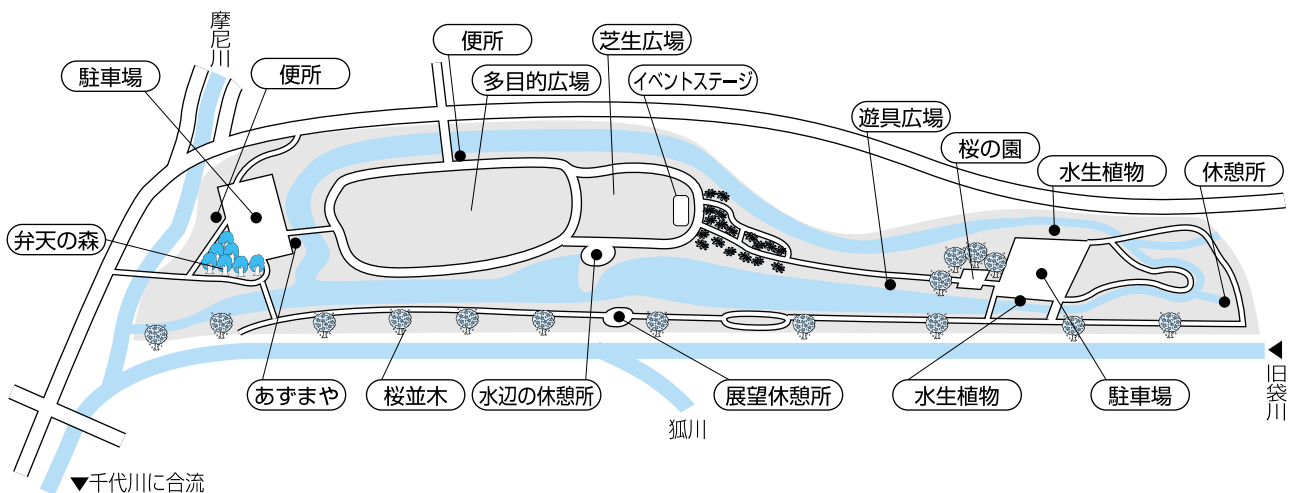 摩尼川
便所
芝生広場
駐車場
便所
多目的広場
イベントステージ
遊具広場
桜の園
水生植物
休憩所
弁天の森
あずまや
桜並木
水辺の休憩所
展望休憩所
水生植物
駐車場
旧袋川
狐川
▼千代川に合流